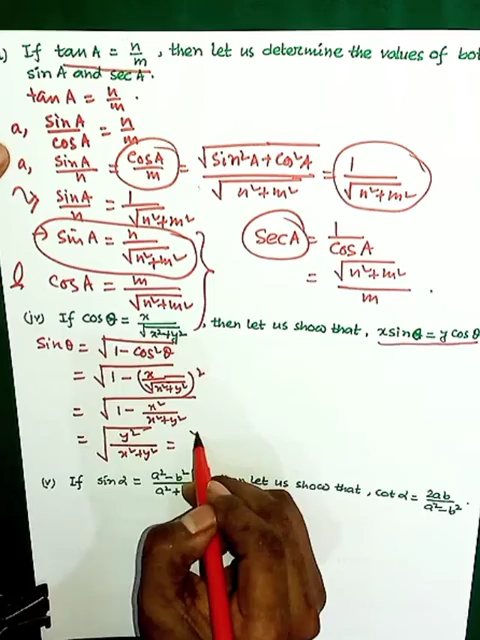 ) If tan A = n/m, then let us determine the values of bot
sin A and sec A.
tan A = n/m.
a, sin A/cos A = n/m
a, sin A/n = cos A/m = √(sin²A + cos²A)/√(n²+m²) = 1/√(n²+m²)
sin A/n = 1/√(n²+m²)
→ sin A = n/√(n²+m²)
sec A = 1/cos A
= √(n²+m²)/m.
& cos A = m/√(n²+m²)
(iv) If cos θ = x/√(x²+y²), then let us show that, x sin θ = y cos θ
sin θ = √(1 - cos²θ)
= √(1 - (x/√(x²+y²))²)
= √(1 - x²/(x²+y²))
= √(y²/(x²+y²)) =
(v) If sin α = a²-b²/a²+ let us show that, cot α = 2ab/a²-b².